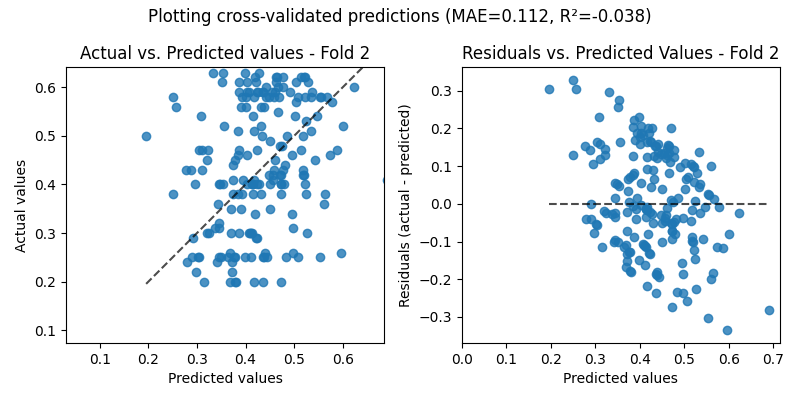 Plotting cross-validated predictions (MAE=0.112, R²=-0.038)
Actual vs. Predicted values - Fold 2
Actual values
0.6
0.5
0.4
0.3
0.2
0.1
0.1 0.2 0.3 0.4 0.5 0.6
Predicted values
Residuals vs. Predicted Values - Fold 2
Residuals (actual - predicted)
0.3
0.2
0.1
0.0
−0.1
−0.2
−0.3
0.0 0.1 0.2 0.3 0.4 0.5 0.6 0.7
Predicted values